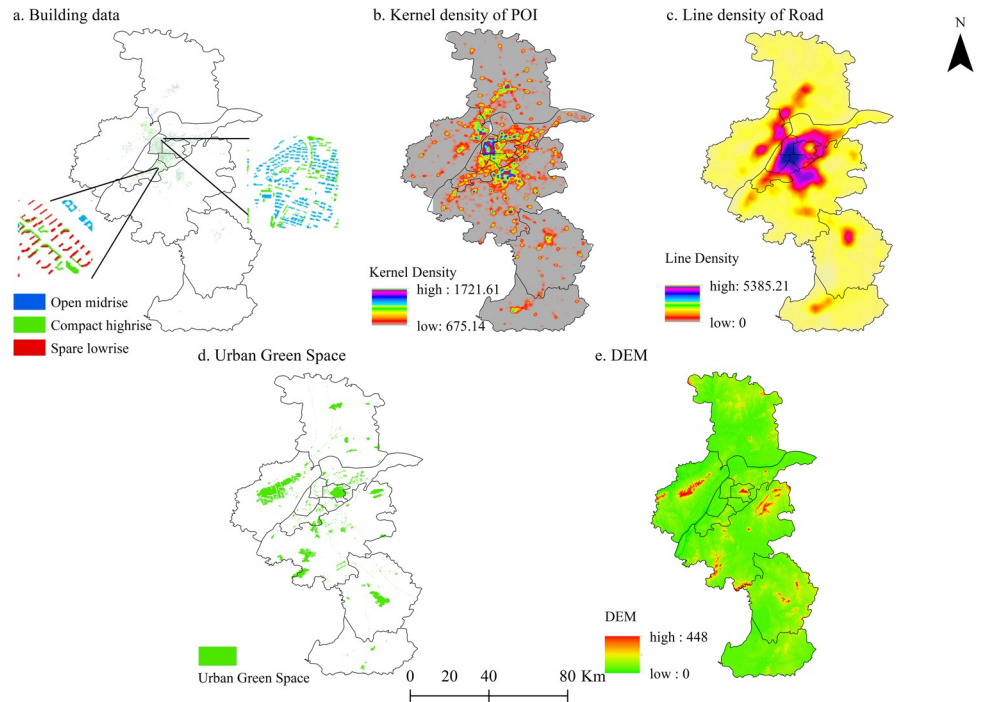 a. Building data
b. Kernel density of POI
c. Line density of Road
N
Open midrise
Compact highrise
Spare lowrise
Kernel Density
high : 1721.61
low: 675.14
Line Density
high: 5385.21
low: 0
d. Urban Green Space
e. DEM
Urban Green Space
0 20 40 80 Km
DEM
high : 448
low : 0